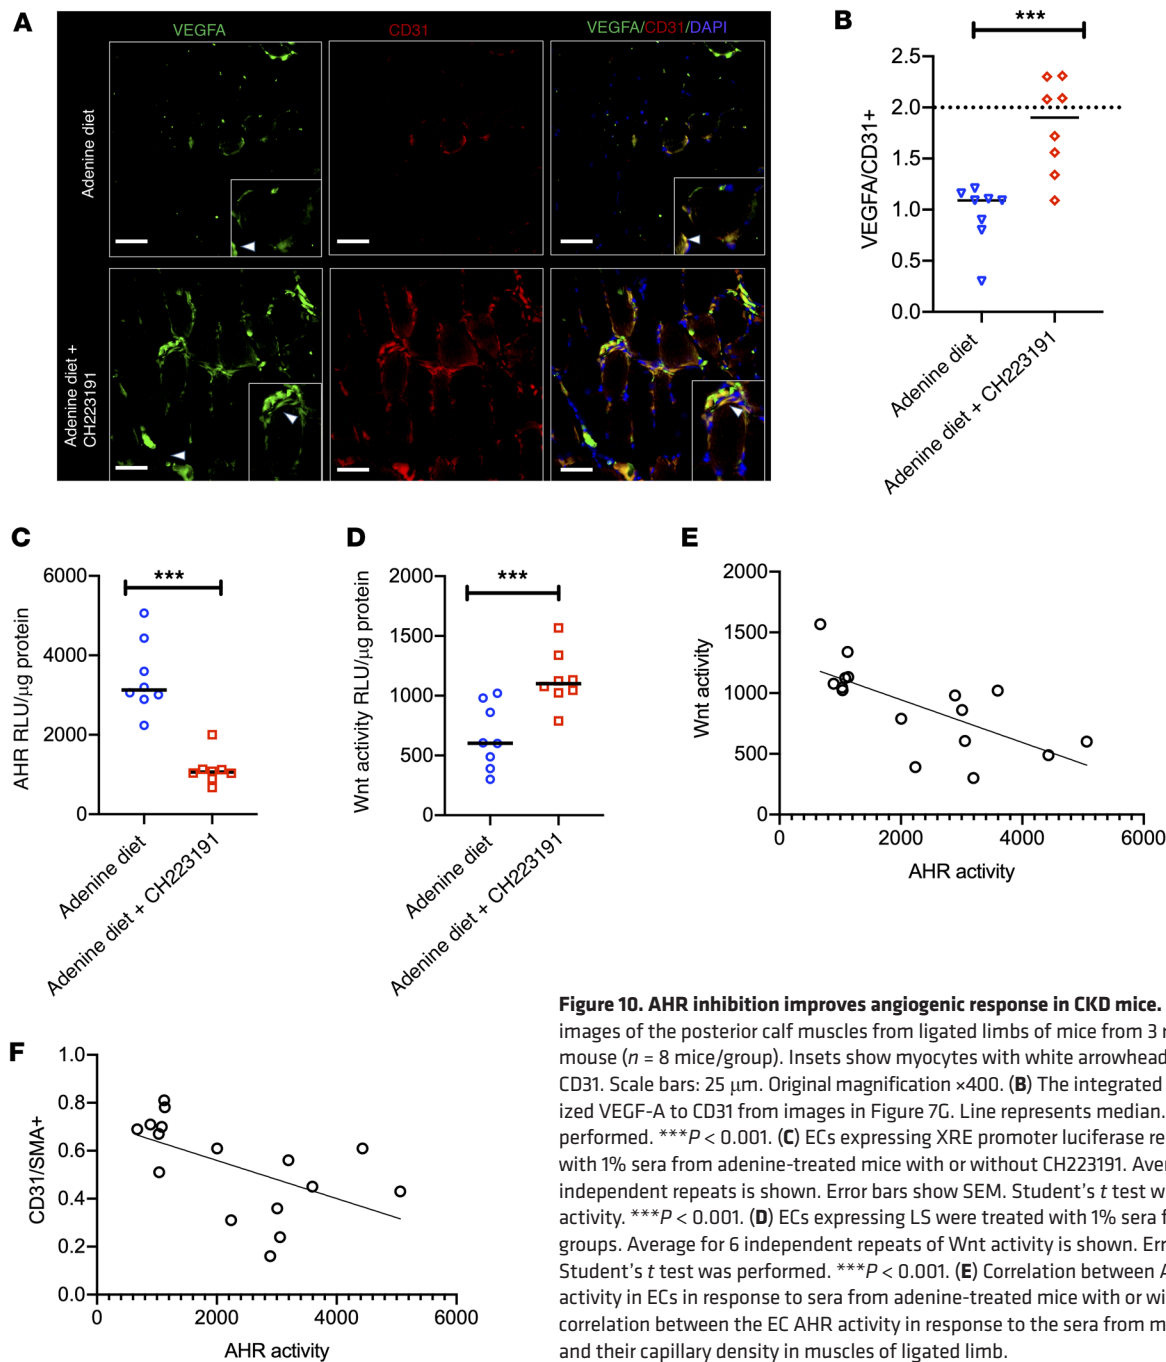 A
VEGFA
CD31
VEGFA/CD31/DAPI
Adenine diet
Adenine diet +
CH223191
B
***
2.5
2.0
1.5
1.0
0.5
0.0
VEGFA/CD31+
Adenine diet
Adenine diet + CH223191
C
***
6000
4000
2000
0
AHR RLU/µg protein
Adenine diet
Adenine diet + CH223191
D
***
2000
1500
1000
500
0
Wnt activity RLU/µg protein
Adenine diet
Adenine diet + CH223191
E
2000
1500
1000
500
0
Wnt activity
0 2000 4000 6000
AHR activity
F
1.0
0.8
0.6
0.4
0.2
0.0
CD31/SMA+
0 2000 4000 6000
AHR activity
Figure 10. AHR inhibition improves angiogenic response in CKD mice.
images of the posterior calf muscles from ligated limbs of mice from 3 r
mouse (n = 8 mice/group). Insets show myocytes with white arrowhead
CD31. Scale bars: 25 µm. Original magnification ×400. (B) The integrated
ized VEGF-A to CD31 from images in Figure 7G. Line represents median.
performed. ***P < 0.001. (C) ECs expressing XRE promoter luciferase re
with 1% sera from adenine-treated mice with or without CH223191. Aver
independent repeats is shown. Error bars show SEM. Student's t test w
activity. ***P < 0.001. (D) ECs expressing LS were treated with 1% sera f
groups. Average for 6 independent repeats of Wnt activity is shown. Err
Student's t test was performed. ***P < 0.001. (E) Correlation between A
activity in ECs in response to sera from adenine-treated mice with or wi
correlation between the EC AHR activity in response to the sera from m
and their capillary density in muscles of ligated limb.